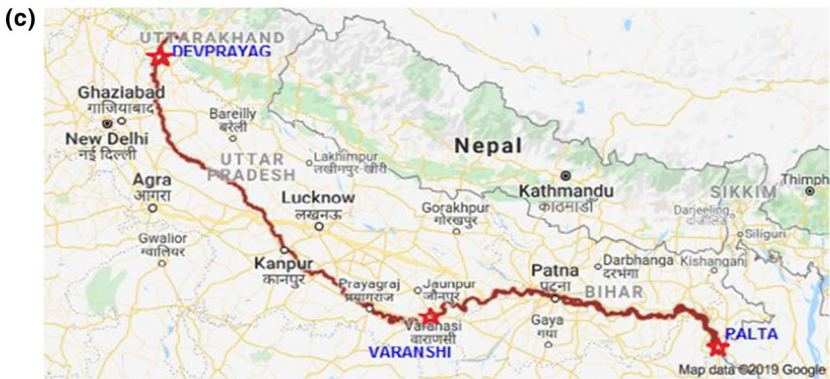 (c)
UTTARAKHAND
DEVPRAYAG
Ghaziabad
गाजियाबाद
New Delhi
नई दिल्ली
Bareilly
बरेली
UTTAR
PRADESH
Lakhimpur
लखीमपुर-खीरी
Nepal
Agra
आगरा
Lucknow
लखनऊ
Kathmandu
काठमाडौं
SIKKIM
Thimph
Gorakhpur
गोरखपुर
Darjeeling
Siliguri
Gwalior
ग्वालियर
Kanpur
कानपुर
Prayagraj
प्रयागराज
Jaunpur
जौनपुर
Patna
पटना
Darbhanga
दरभंगा
Kishanganj
BIHAR
Varanasi
वाराणसी
VARANSHI
Gaya
गया
PALTA
Map data ©2019 Google